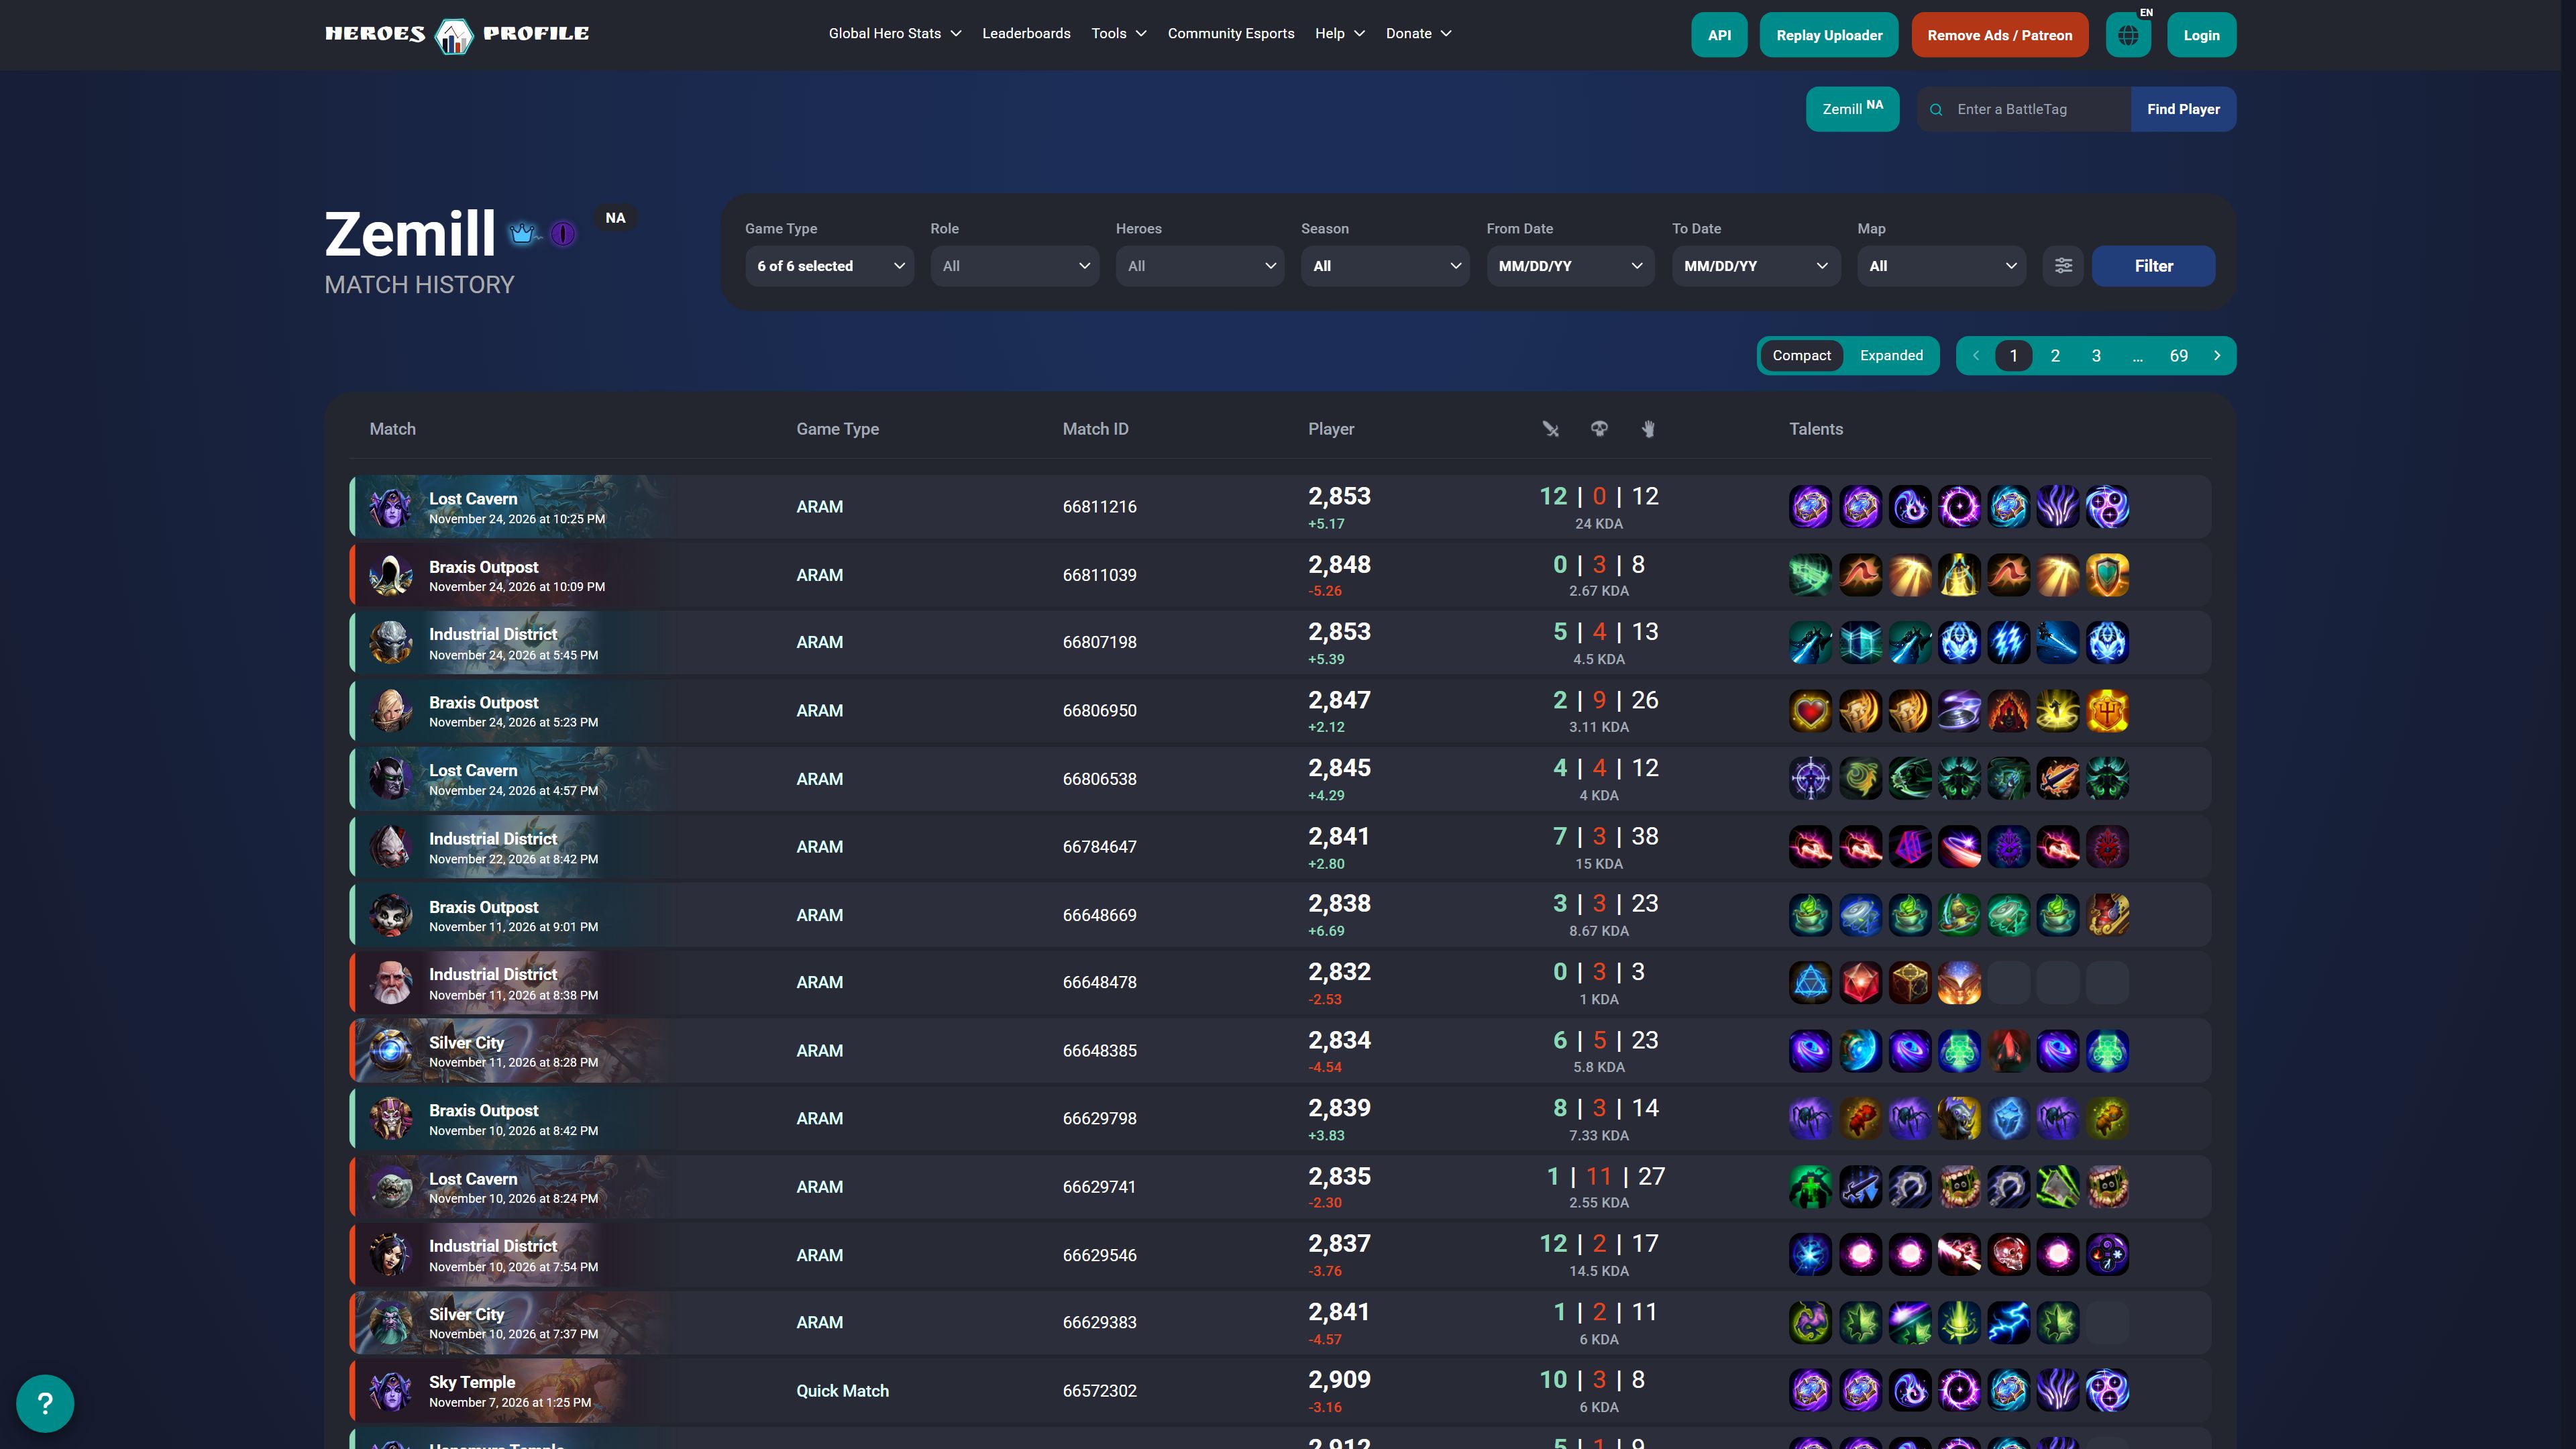 HEROES PROFILE
Global Hero Stats Leaderboards Tools Community Esports Help Donate
API Replay Uploader Remove Ads / Patreon EN Login
Zemill NA Enter a BattleTag Find Player
Zemill NA
MATCH HISTORY
Game Type Role Heroes Season From Date To Date Map
6 of 6 selected All All All MM/DD/YY MM/DD/YY All Filter
Compact Expanded 1 2 3 ... 69
Match Game Type Match ID Player Talents
Lost Cavern
November 24, 2026 at 10:25 PM
ARAM 66811216 2,853 12 | 0 | 12
+5.17 24 KDA
Braxis Outpost
November 24, 2026 at 10:09 PM
ARAM 66811039 2,848 0 | 3 | 8
-5.26 2.67 KDA
Industrial District
November 24, 2026 at 5:45 PM
ARAM 66807198 2,853 5 | 4 | 13
+5.39 4.5 KDA
Braxis Outpost
November 24, 2026 at 5:23 PM
ARAM 66806950 2,847 2 | 9 | 26
+2.12 3.11 KDA
Lost Cavern
November 24, 2026 at 4:57 PM
ARAM 66806538 2,845 4 | 4 | 12
+4.29 4 KDA
Industrial District
November 22, 2026 at 8:42 PM
ARAM 66784647 2,841 7 | 3 | 38
+2.80 15 KDA
Braxis Outpost
November 11, 2026 at 9:01 PM
ARAM 66648669 2,838 3 | 3 | 23
+6.69 8.67 KDA
Industrial District
November 11, 2026 at 8:38 PM
ARAM 66648478 2,832 0 | 3 | 3
-2.53 1 KDA
Silver City
November 11, 2026 at 8:28 PM
ARAM 66648385 2,834 6 | 5 | 23
-4.54 5.8 KDA
Braxis Outpost
November 10, 2026 at 8:42 PM
ARAM 66629798 2,839 8 | 3 | 14
+3.83 7.33 KDA
Lost Cavern
November 10, 2026 at 8:24 PM
ARAM 66629741 2,835 1 | 11 | 27
-2.30 2.55 KDA
Industrial District
November 10, 2026 at 7:54 PM
ARAM 66629546 2,837 12 | 2 | 17
-3.76 14.5 KDA
Silver City
November 10, 2026 at 7:37 PM
ARAM 66629383 2,841 1 | 2 | 11
-4.57 6 KDA
Sky Temple
November 7, 2026 at 1:25 PM
Quick Match 66572302 2,909 10 | 3 | 8
-3.16 6 KDA
?